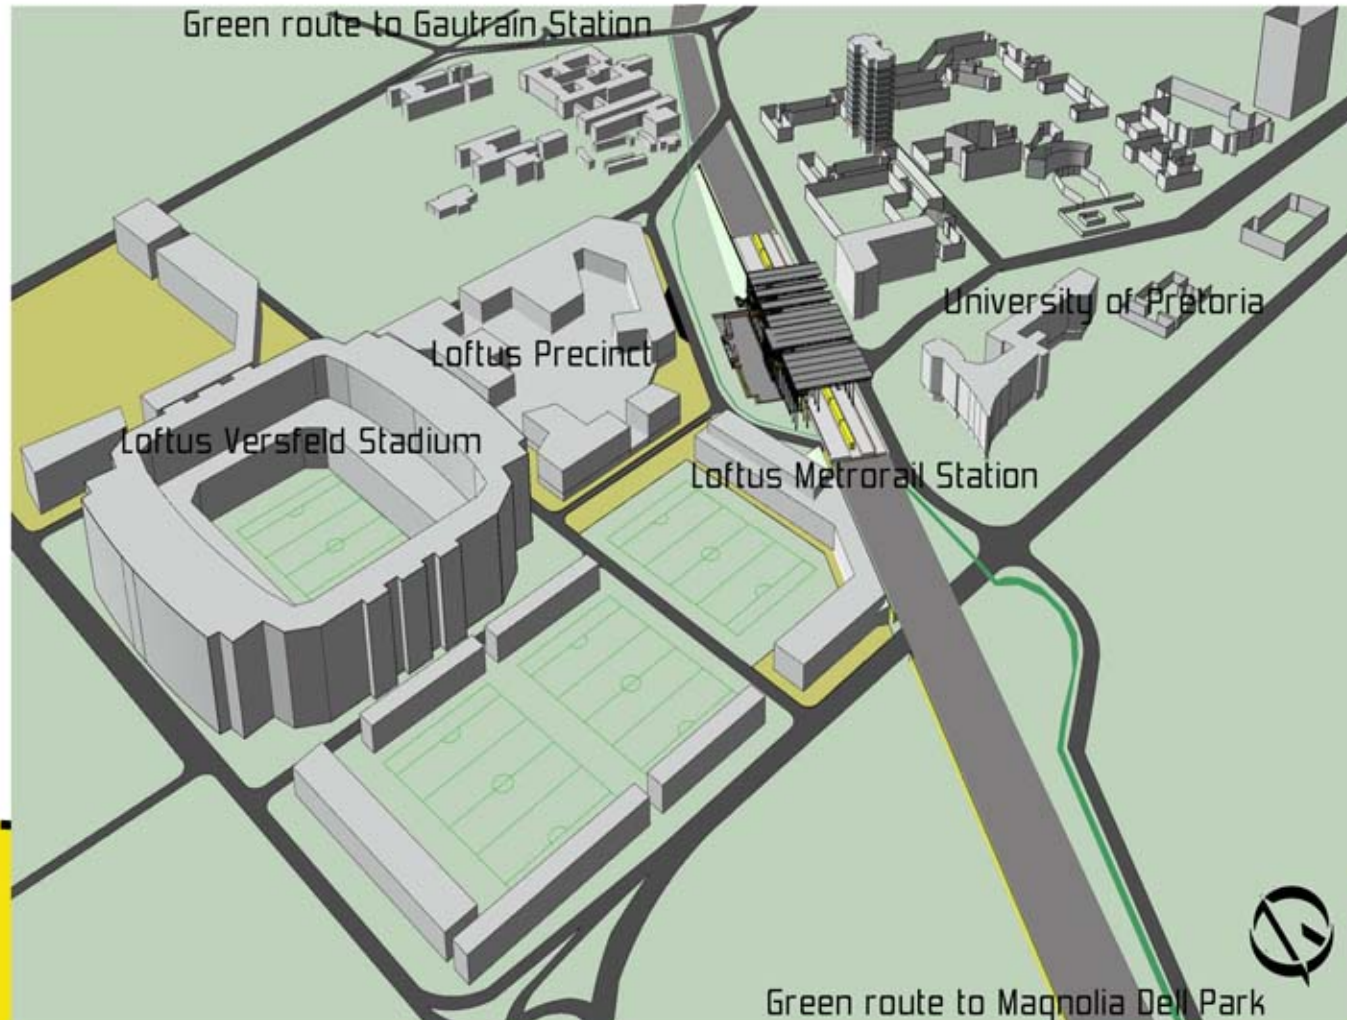 Green route to Gautrain Station
University of Pretoria
Loftus Precinct
Loftus Versfeld Stadium
Loftus Metrorail Station
Green route to Magnolia Dell Park